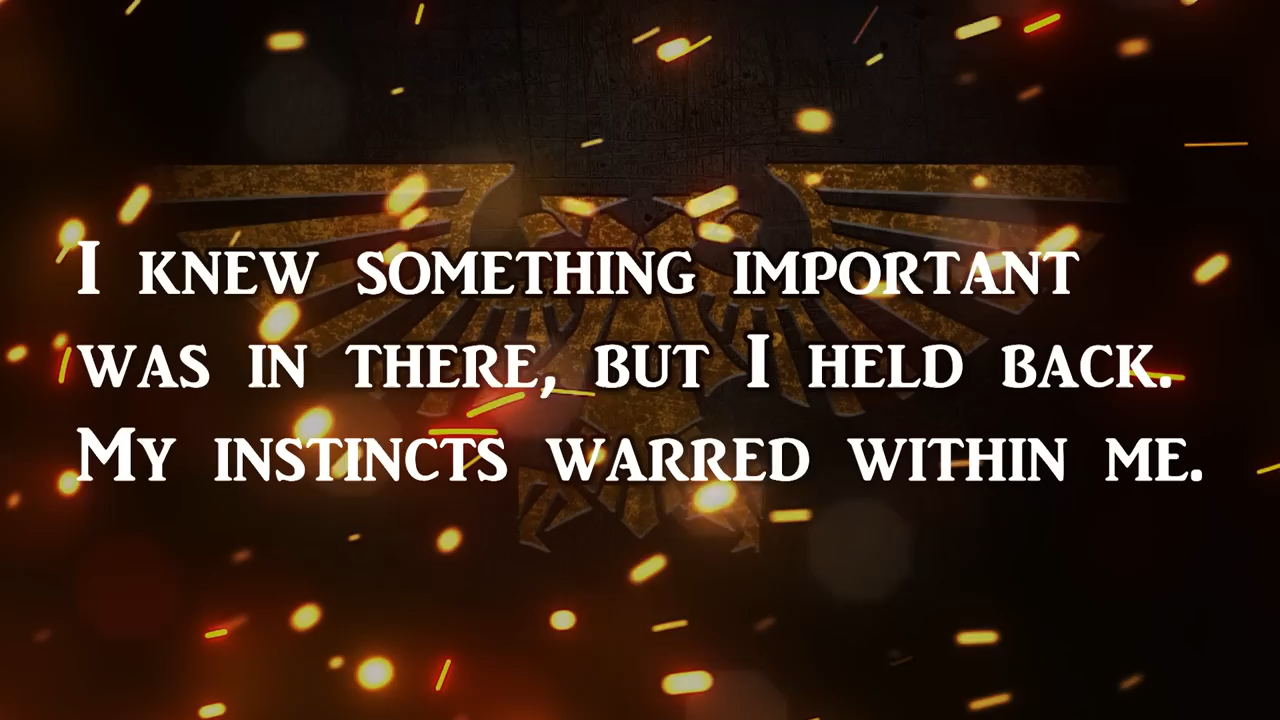 I knew something important
was in there, but I held back.
My instincts warred within me.